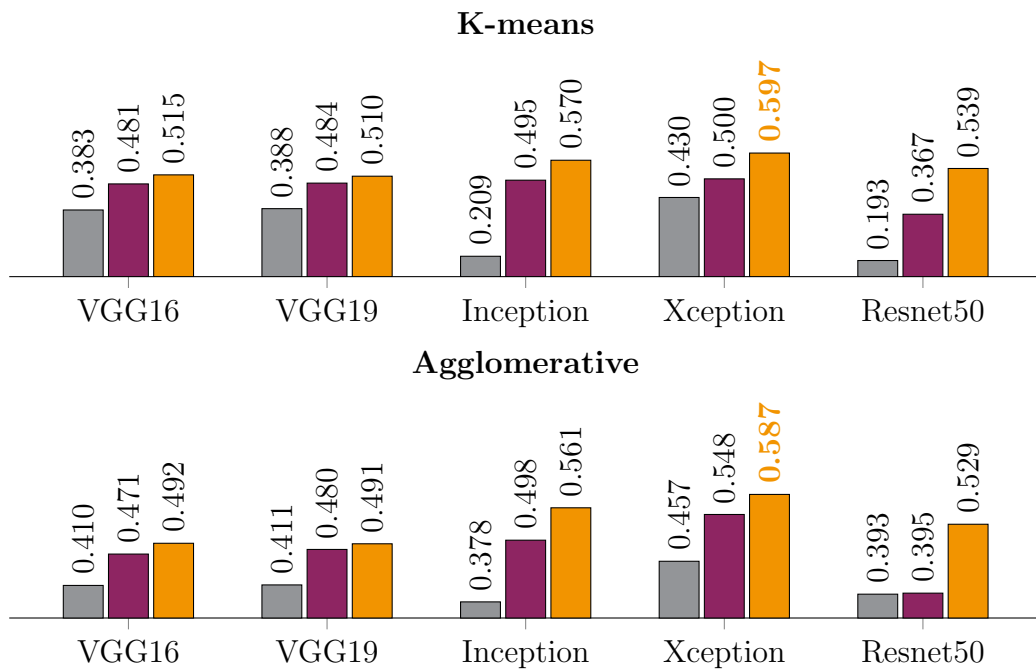 K-means
0.383 0.481 0.515 0.388 0.484 0.510 0.209 0.495 0.570 0.430 0.500 0.597 0.193 0.367 0.539
VGG16 VGG19 Inception Xception Resnet50
Agglomerative
0.410 0.471 0.492 0.411 0.480 0.491 0.378 0.498 0.561 0.457 0.548 0.587 0.393 0.395 0.529
VGG16 VGG19 Inception Xception Resnet50